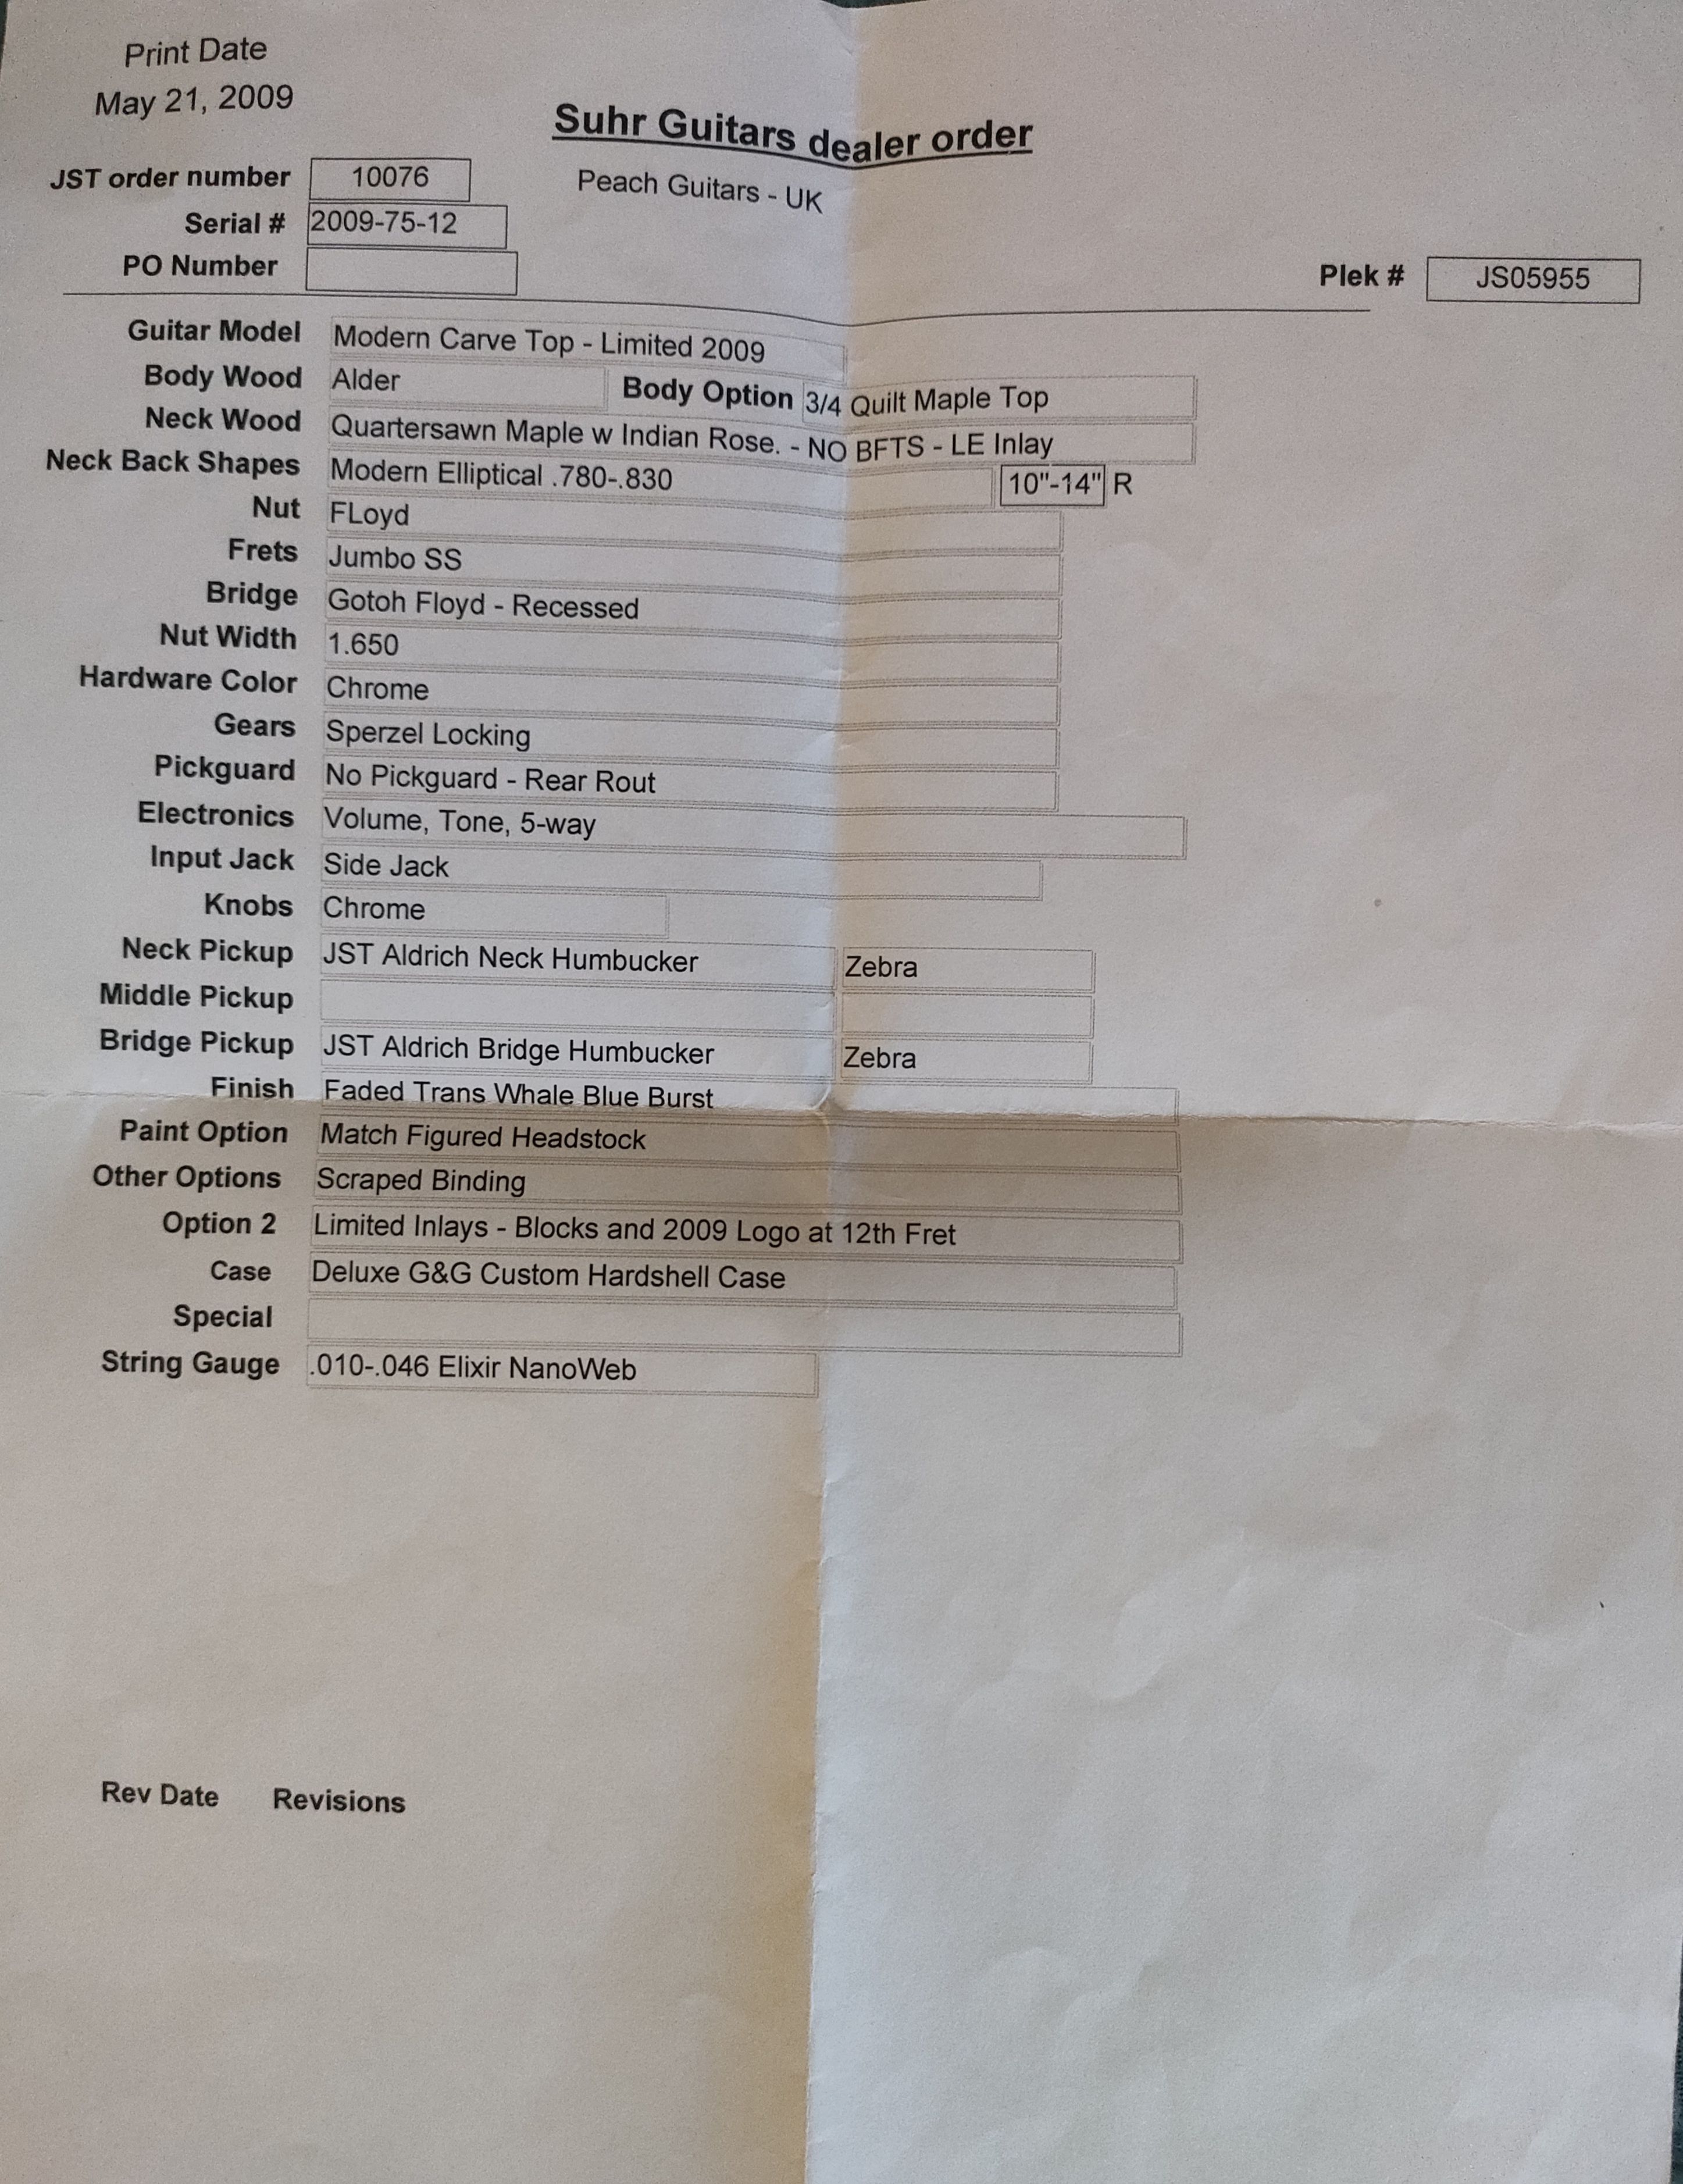 Print Date
May 21, 2009
Suhr Guitars dealer order
JST order number 10076 Peach Guitars - UK
Serial # 2009-75-12
PO Number
Plek # JS05955
Guitar Model Modern Carve Top - Limited 2009
Body Wood Alder Body Option 3/4 Quilt Maple Top
Neck Wood Quartersawn Maple w Indian Rose. - NO BFTS - LE Inlay
Neck Back Shapes Modern Elliptical .780-.830 10"-14" R
Nut FLoyd
Frets Jumbo SS
Bridge Gotoh Floyd - Recessed
Nut Width 1.650
Hardware Color Chrome
Gears Sperzel Locking
Pickguard No Pickguard - Rear Rout
Electronics Volume, Tone, 5-way
Input Jack Side Jack
Knobs Chrome
Neck Pickup JST Aldrich Neck Humbucker Zebra
Middle Pickup
Bridge Pickup JST Aldrich Bridge Humbucker Zebra
Finish Faded Trans Whale Blue Burst
Paint Option Match Figured Headstock
Other Options Scraped Binding
Option 2 Limited Inlays - Blocks and 2009 Logo at 12th Fret
Case Deluxe G&G Custom Hardshell Case
Special
String Gauge .010-.046 Elixir NanoWeb
Rev Date Revisions